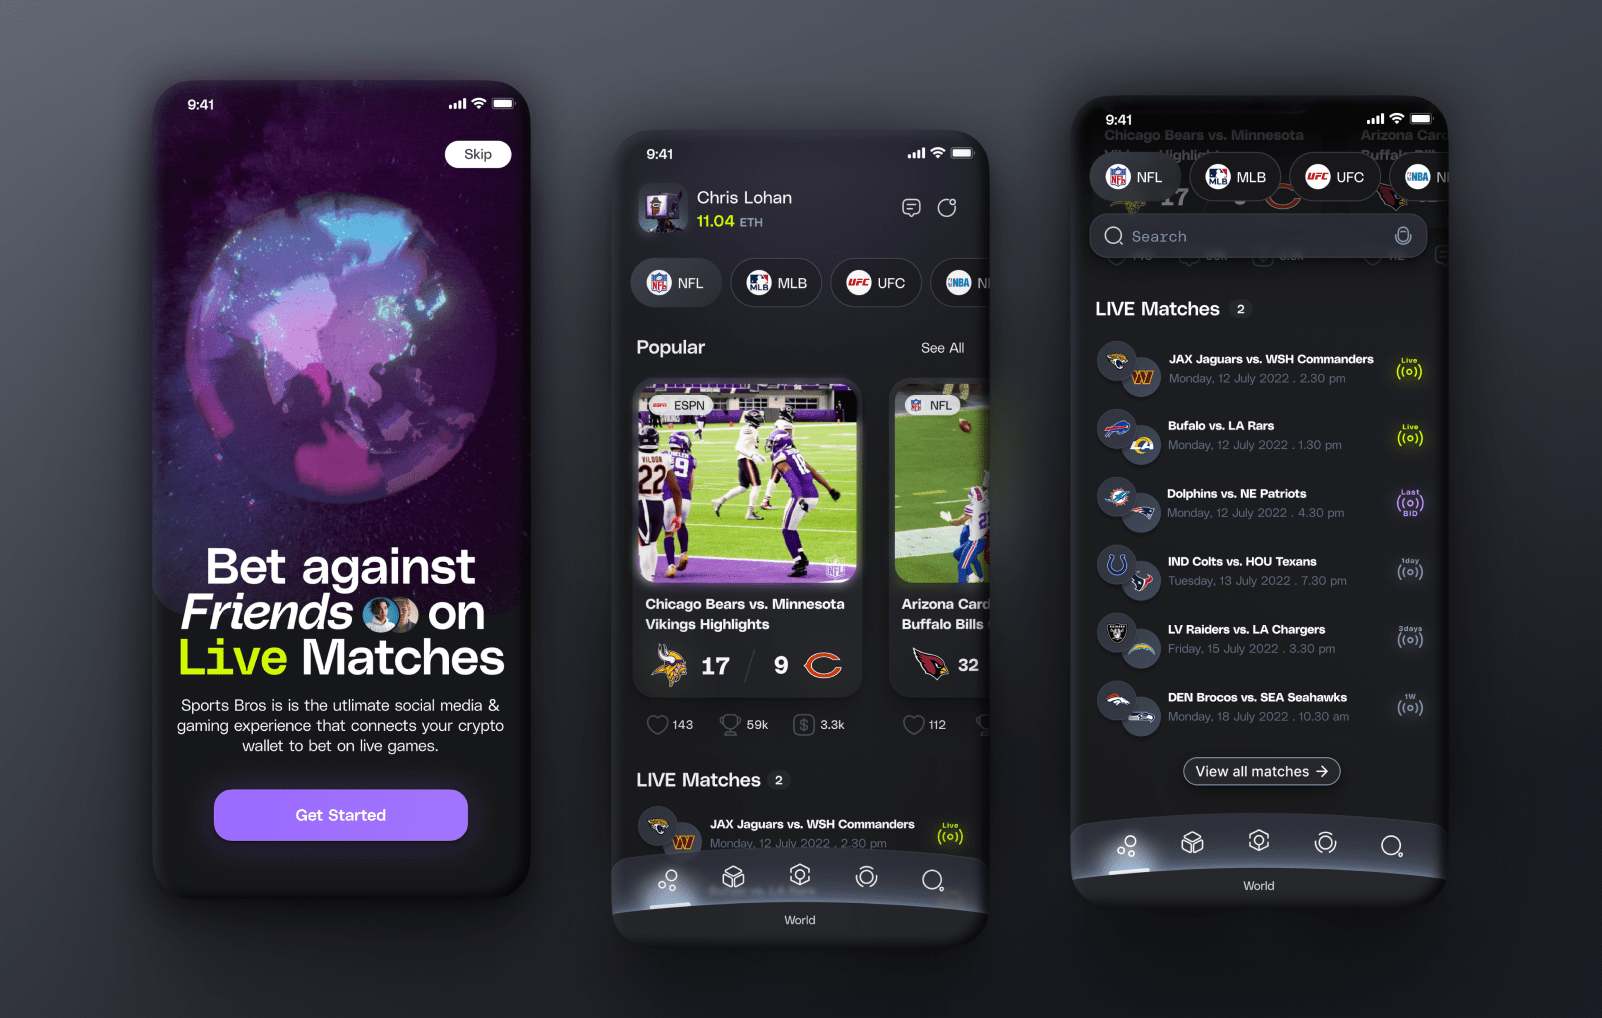 9:41
Skip
Bet against
Friends on
Live Matches
Sports Bros is is the utlimate social media &
gaming experience that connects your crypto
wallet to bet on live games.
Get Started
9:41
Chris Lohan
11.04 ETH
NFL
MLB
UFC
NBA
Popular
See All
ESPN
NFL
22
9
18
Chicago Bears vs. Minnesota
Vikings Highlights
17 / 9
Arizona Card
Buffalo Bills
32
143
59k
$ 3.3k
112
LIVE Matches 2
JAX Jaguars vs. WSH Commanders
Monday, 12 July 2022 . 2.30 pm
Live
World
9:41
Chicago Bears vs. Minnesota
Arizona Card
NFL
MLB
UFC
NBA
17
Search
LIVE Matches 2
JAX Jaguars vs. WSH Commanders
Monday, 12 July 2022 . 2.30 pm
Live
Bufalo vs. LA Rars
Monday, 12 July 2022 . 1.30 pm
Live
Dolphins vs. NE Patriots
Monday, 12 July 2022 . 4.30 pm
Last
BID
IND Colts vs. HOU Texans
Tuesday, 13 July 2022 . 7.30 pm
1day
LV Raiders vs. LA Chargers
Friday, 15 July 2022 . 3.30 pm
3days
DEN Brocos vs. SEA Seahawks
Monday, 18 July 2022 . 10.30 am
1W
View all matches →
World